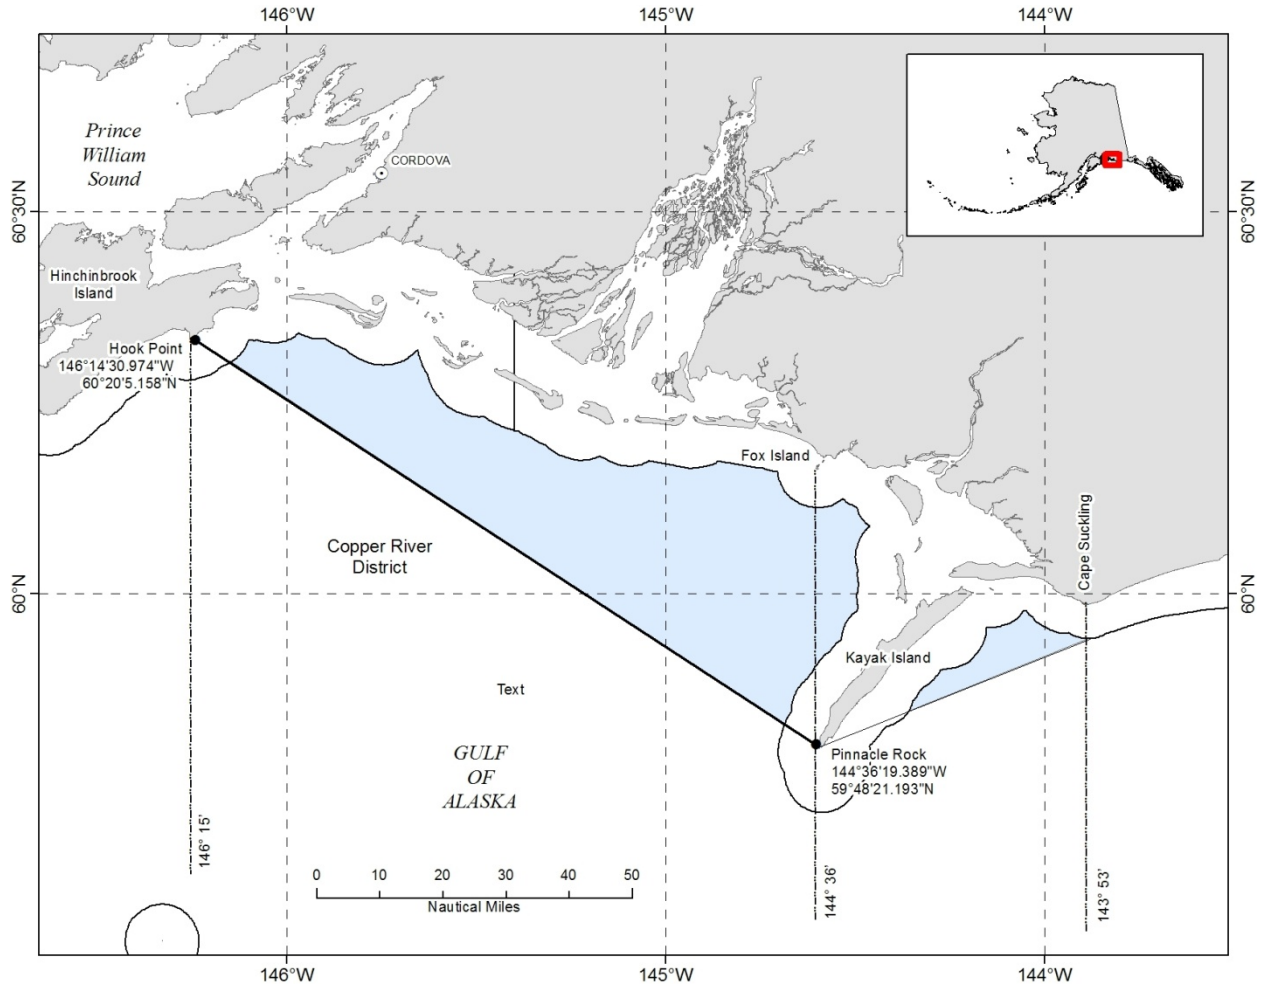 146°W
145°W
144°W
Prince
William
Sound
CORDOVA
60°30'N
60°30'N
Hinchinbrook
Island
Hook Point
146°14'30.974"W
60°20'5.158"N
Fox Island
Copper River
District
Cape Suckling
60°N
60°N
Kayak Island
Text
GULF
OF
ALASKA
Pinnacle Rock
144°36'19.389"W
59°48'21.193"N
146° 15'
144° 36'
143° 53'
0 10 20 30 40 50
Nautical Miles
146°W
145°W
144°W